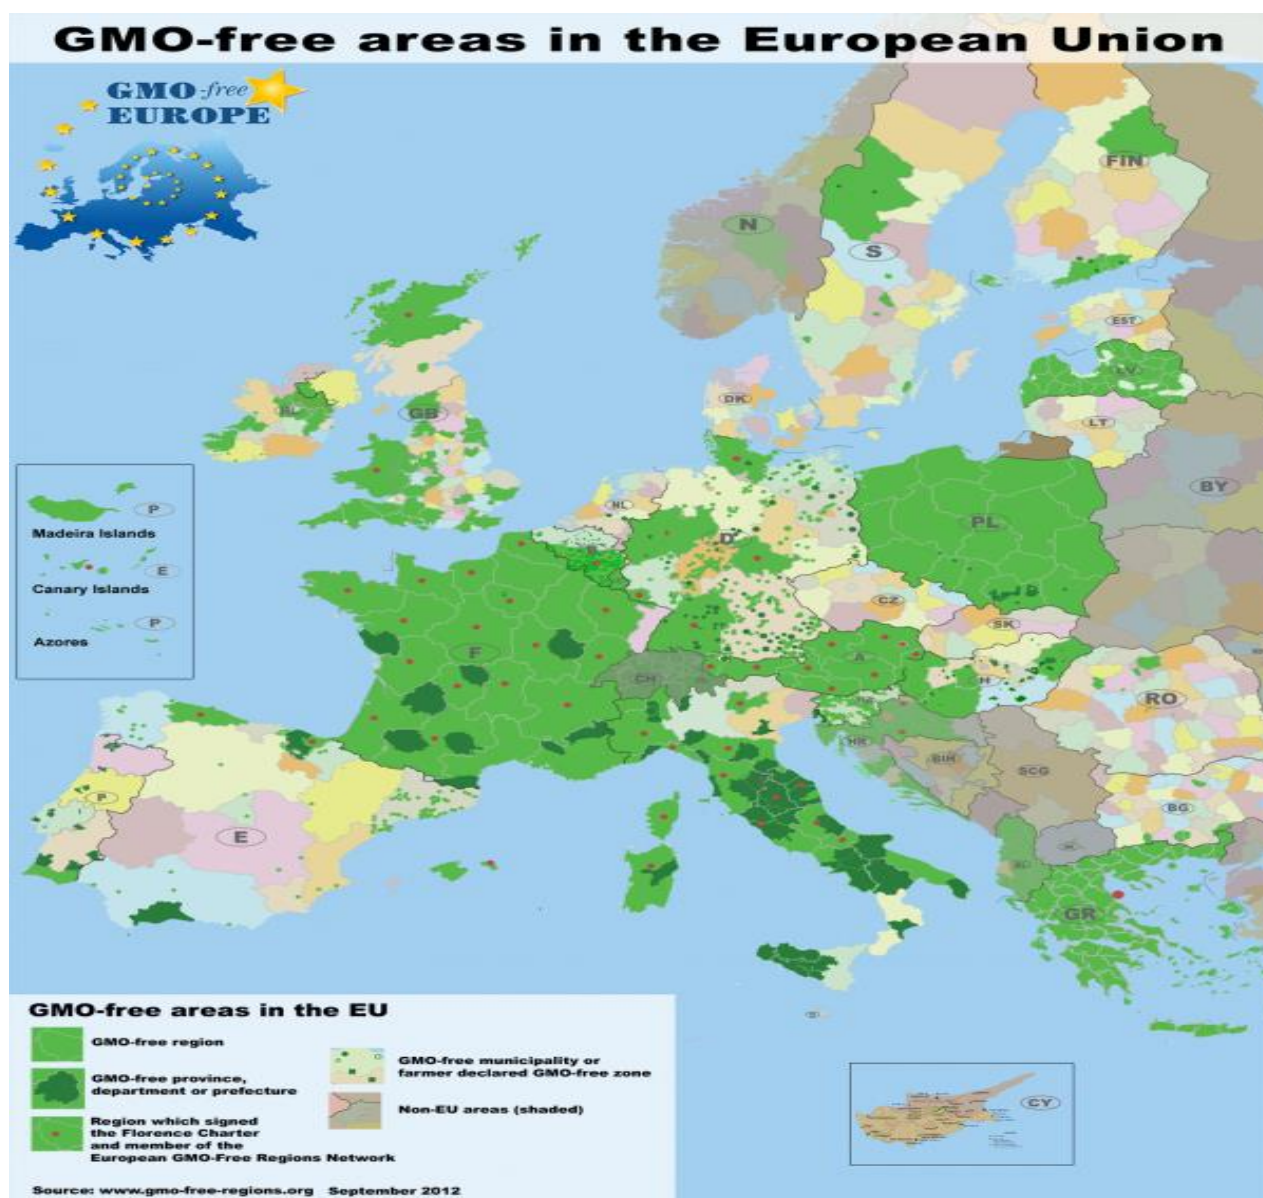 GMO-free areas in the European Union
GMO-free
EUROPE
FIN
N
S
EST
LV
DK
LT
GB
BY
NL
PL
D
P
Madeira Islands
E
Canary Islands
P
Azores
CZ
SK
F
A
CH
H
RO
HR
BIH
SCG
P
BG
E
GR
GMO-free areas in the EU
GMO-free region
GMO-free province,
department or prefecture
Region which signed
the Florence Charter
and member of the
European GMO-Free Regions Network
GMO-free municipality or
farmer declared GMO-free zone
Non-EU areas (shaded)
CY
Source: www.gmo-free-regions.org September 2012